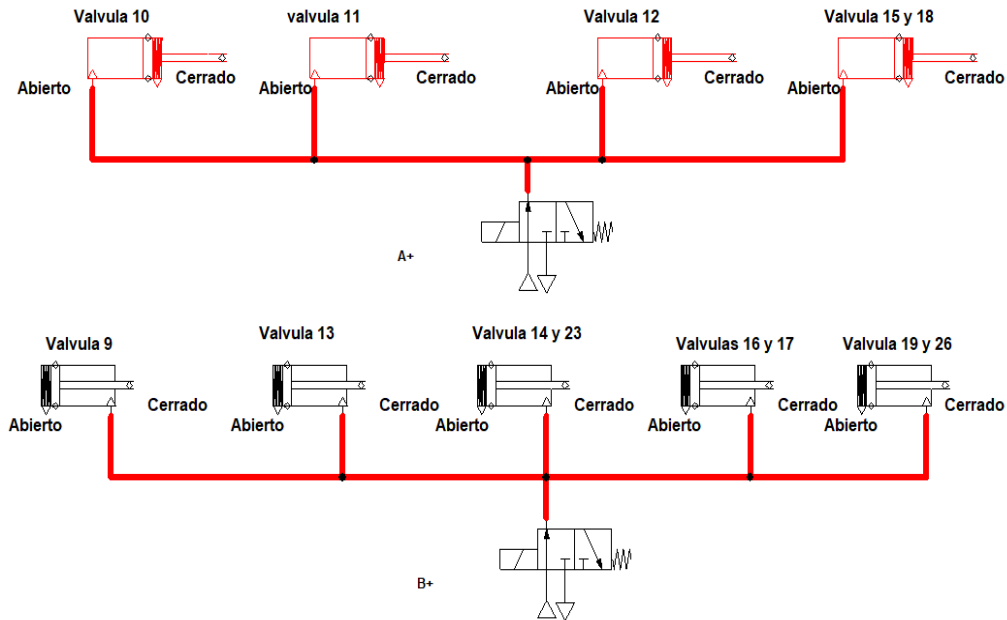 Valvula 10
valvula 11
Valvula 12
Valvula 15 y 18
Abierto
Cerrado
Abierto
Cerrado
Abierto
Cerrado
Abierto
Cerrado
A+
Valvula 9
Valvula 13
Valvula 14 y 23
Valvulas 16 y 17
Valvula 19 y 26
Abierto
Cerrado
Abierto
Cerrado
Abierto
Cerrado
Abierto
Cerrado
Abierto
Cerrado
B+